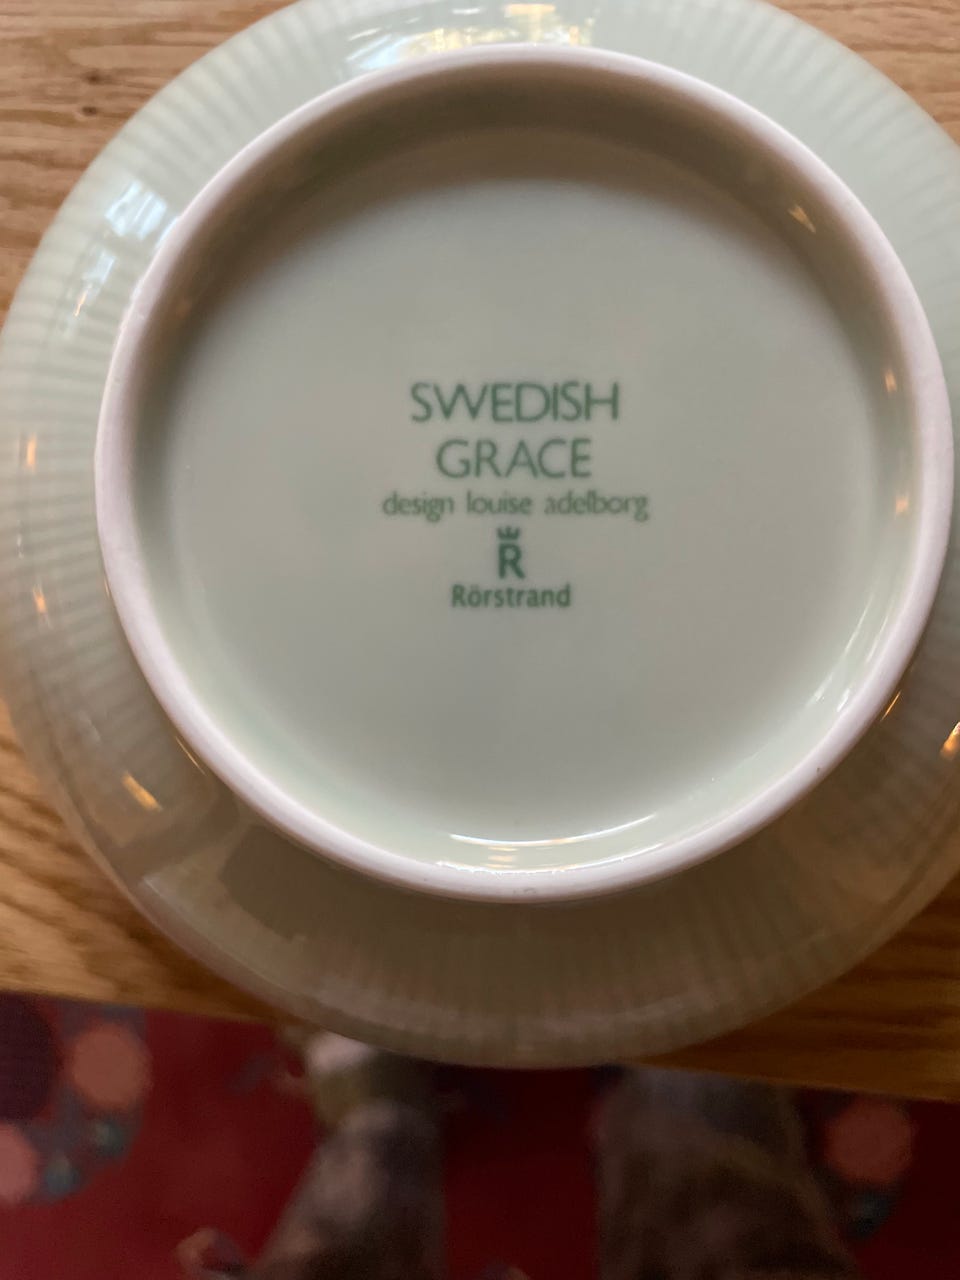 SWEDISH
GRACE
design louise adelborg
R
Rörstrand